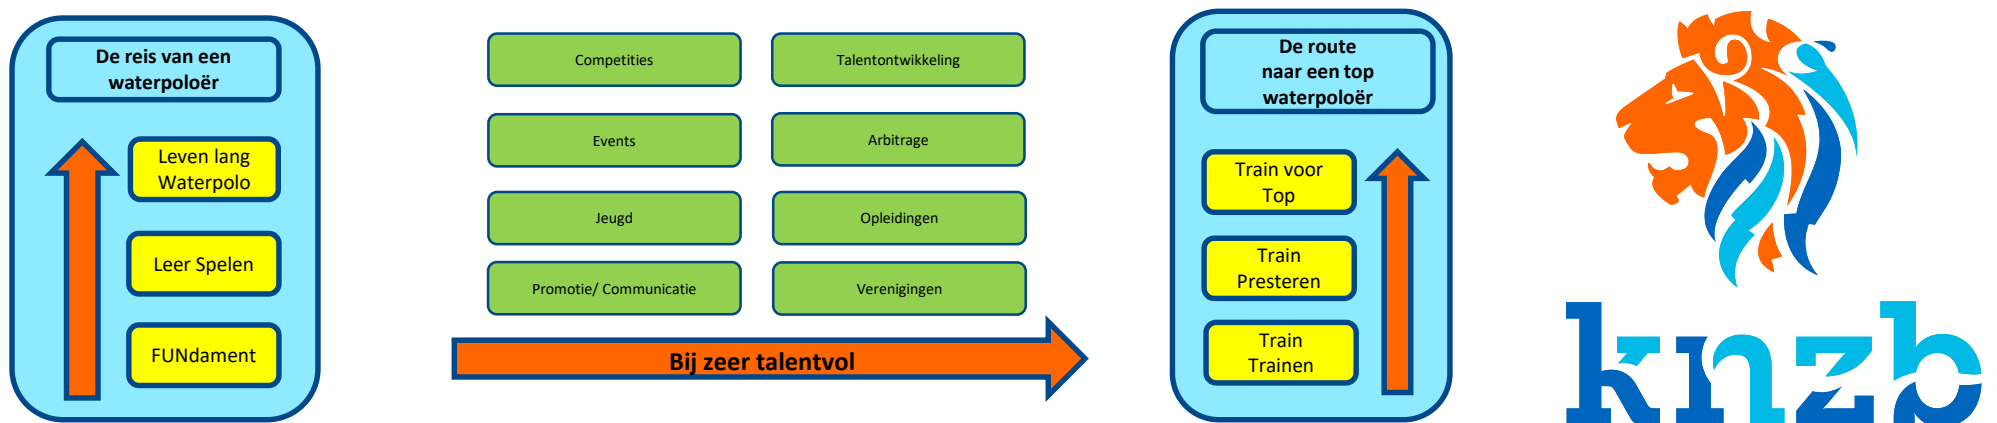 De reis van een
waterpoloër
Leven lang
Waterpolo
Leer Spelen
FUNdament
Competities
Talentontwikkeling
Events
Arbitrage
Jeugd
Opleidingen
Promotie/ Communicatie
Verenigingen
Bij zeer talentvol
De route
naar een top
waterpoloër
Train voor
Top
Train
Presteren
Train
Trainen
knzb